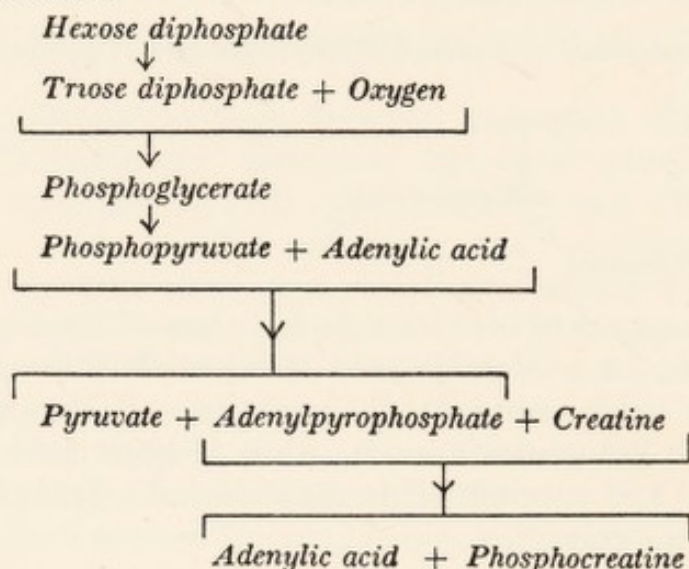 Hexose diphosphate
Triose diphosphate + Oxygen
Phosphoglycerate
Phosphopyruvate + Adenylic acid
Pyruvate + Adenylpyrophosphate + Creatine
Adenylic acid + Phosphocreatine